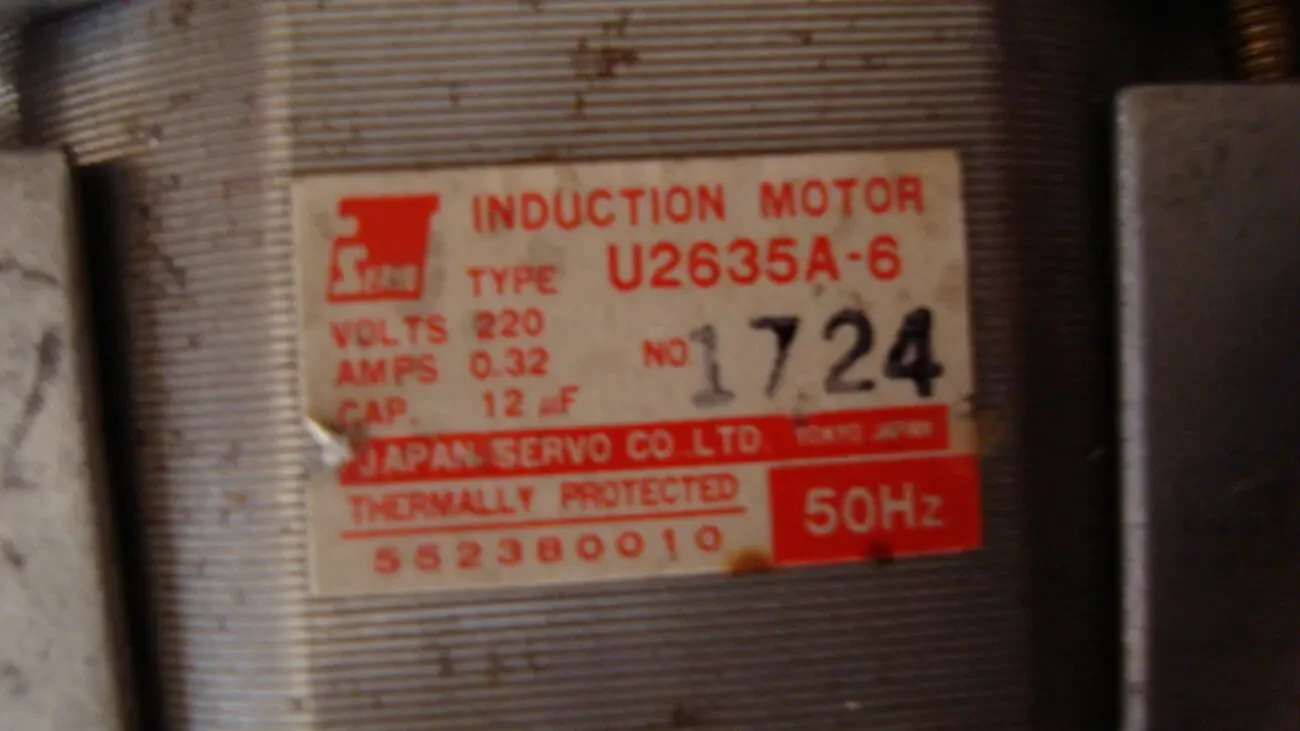 Servo
INDUCTION MOTOR
TYPE U2635A-6
VOLTS 220
AMPS 0.32
NO. 1724
CAP. 12 μF
JAPAN SERVO CO. LTD. TOKYO JAPAN
THERMALLY PROTECTED
50Hz
552380010